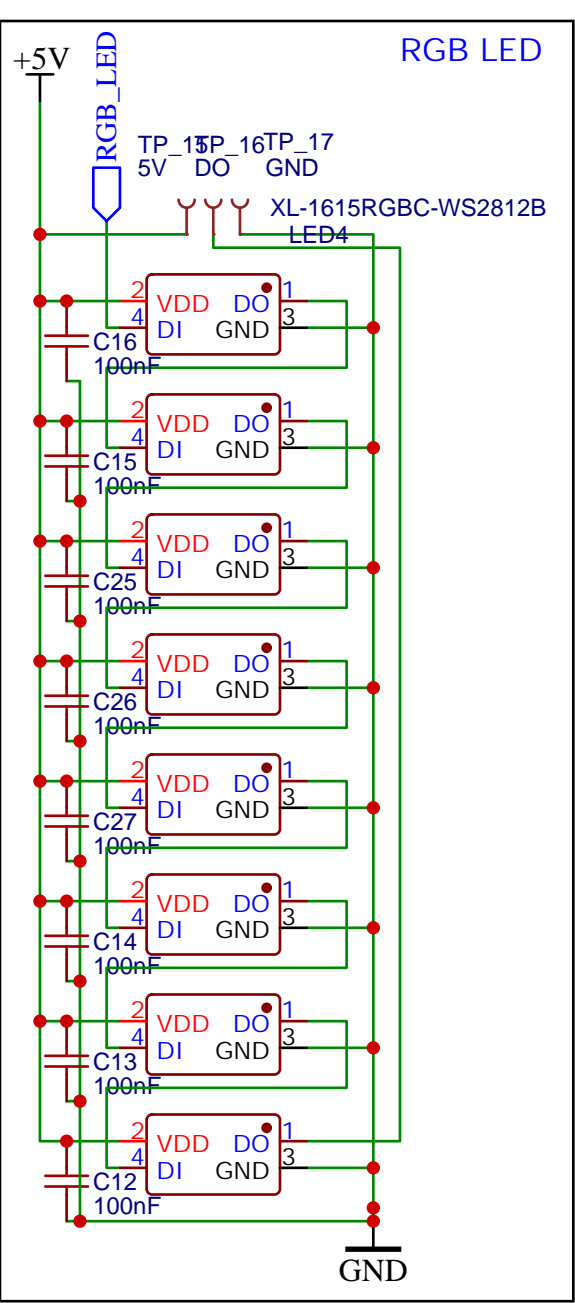 RGB LED
+5V
RGB_LED
TP_15 TP_16 TP_17
5V DO GND
XL-1615RGBC-WS2812B
LED4
2 VDD DO 1
4 DI GND 3
C16
100nF
2 VDD DO 1
4 DI GND 3
C15
100nF
2 VDD DO 1
4 DI GND 3
C25
100nF
2 VDD DO 1
4 DI GND 3
C26
100nF
2 VDD DO 1
4 DI GND 3
C27
100nF
2 VDD DO 1
4 DI GND 3
C14
100nF
2 VDD DO 1
4 DI GND 3
C13
100nF
2 VDD DO 1
4 DI GND 3
C12
100nF
GND